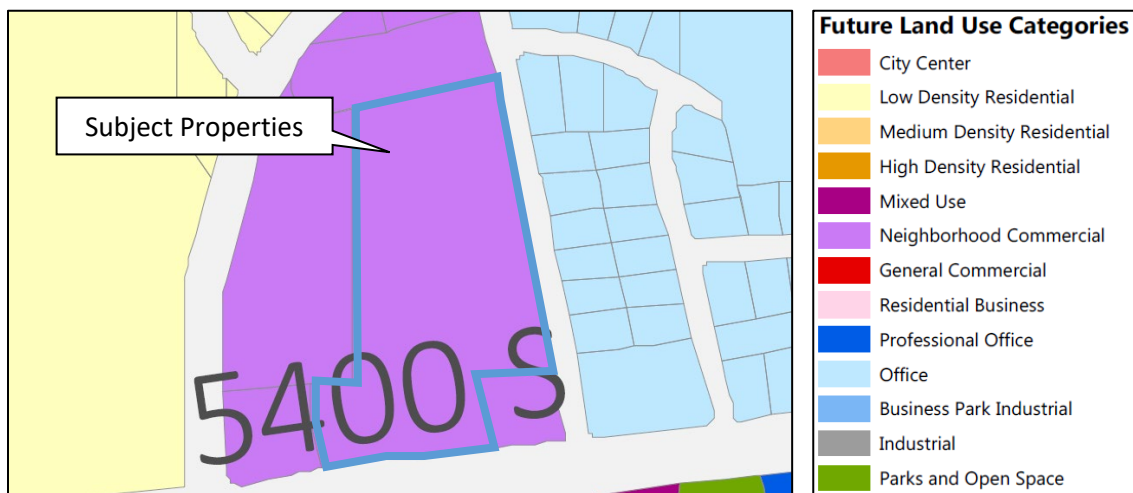 Subject Properties
5400 S
Future Land Use Categories
City Center
Low Density Residential
Medium Density Residential
High Density Residential
Mixed Use
Neighborhood Commercial
General Commercial
Residential Business
Professional Office
Office
Business Park Industrial
Industrial
Parks and Open Space